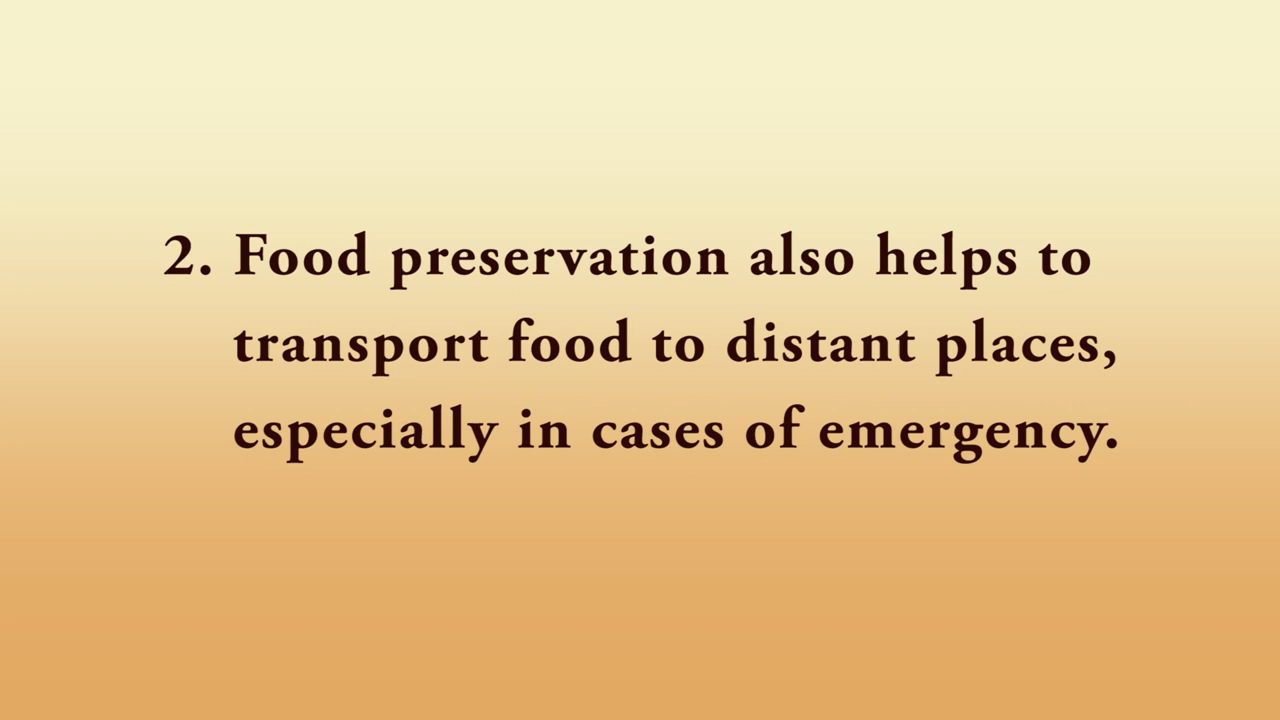 2. Food preservation also helps to
transport food to distant places,
especially in cases of emergency.